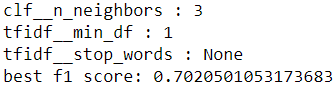 clf__n_neighbors : 3
tfidf__min_df : 1
tfidf__stop_words : None
best f1 score: 0.7020501053173683